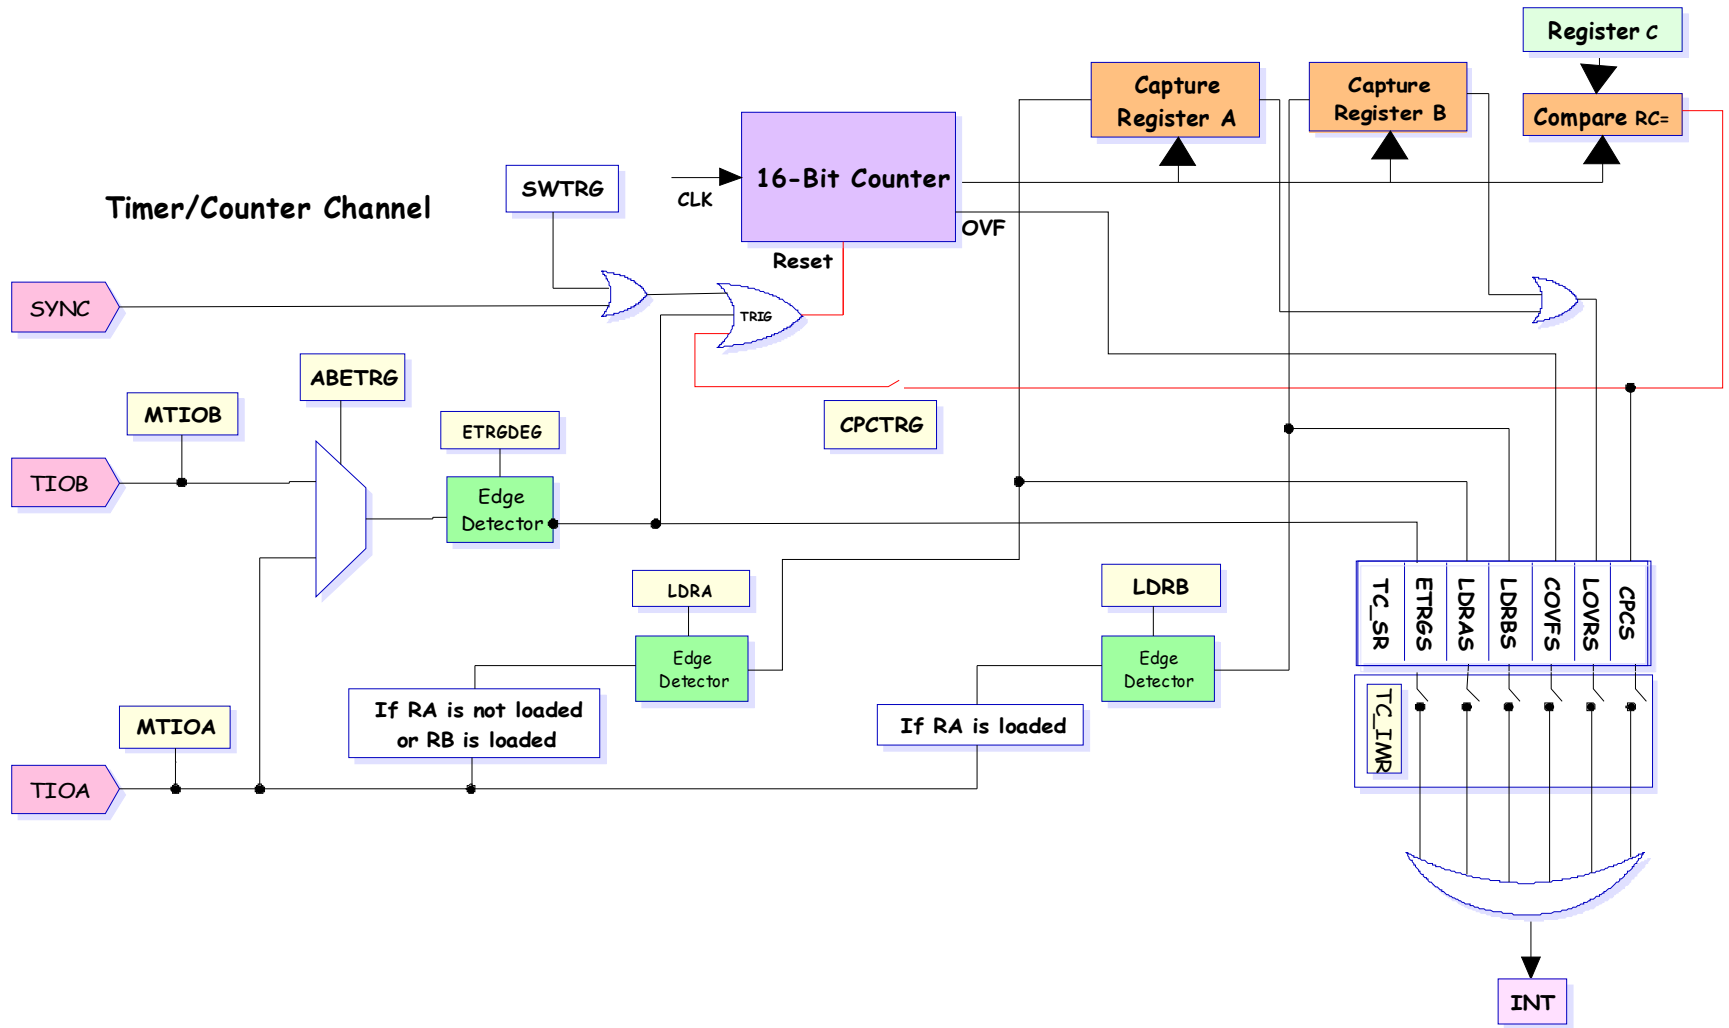 Register C
Capture
Register A
Capture
Register B
Compare RC=
16-Bit Counter
CLK
SWTRG
Timer/Counter Channel
OVF
Reset
SYNC
TRIG
ABETRG
MTIOB
CPCTRG
ETRGDEG
TIOB
Edge
Detector
LDRA
LDRB
TC_SR
ETRGS
LDRAS
LDRBS
COVFS
LOVRS
CPCS
Edge
Detector
Edge
Detector
If RA is not loaded
or RB is loaded
If RA is loaded
MTIOA
TC_IMR
TIOA
INT